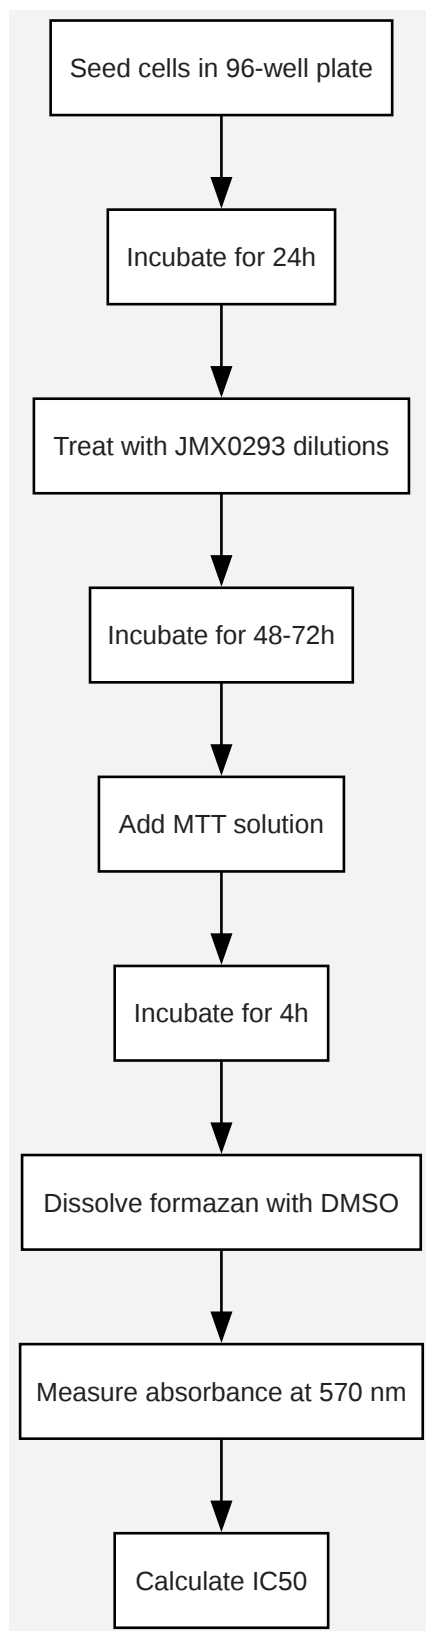 Seed cells in 96-well plate
Incubate for 24h
Treat with JMX0293 dilutions
Incubate for 48-72h
Add MTT solution
Incubate for 4h
Dissolve formazan with DMSO
Measure absorbance at 570 nm
Calculate IC50